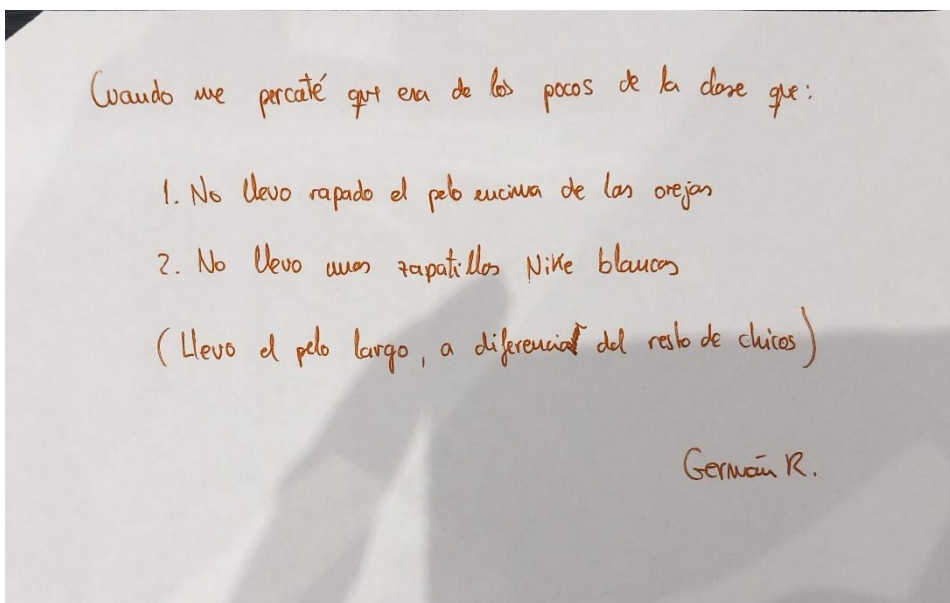 Cuando me percaté que era de los pocos de la clase que:
1. No llevo rapado el pelo encima de las orejas
2. No llevo unas zapatillas Nike blancas
(Llevo el pelo largo, a diferencia del resto de chicos)
Germán R.